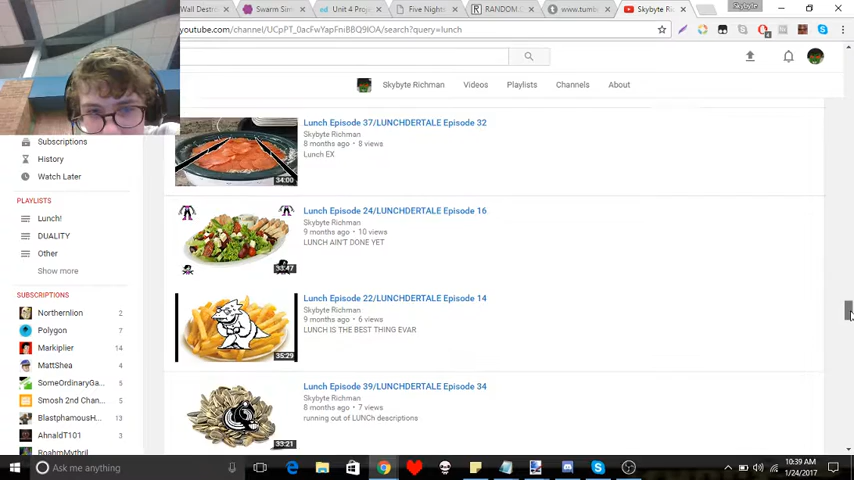 Wall Destr
Swarm Sim
Unit 4 Proje
Five Night
RANDOM
www.tumb
Skybyte Ri
Skybyte
youtube.com/channel/UCpPT_0acFwYapFniBBQ9IOA/search?query=lunch
Skybyte Richman
Videos
Playlists
Channels
About
Subscriptions
History
Watch Later
PLAYLISTS
Lunch!
DUALITY
Other
Show more
SUBSCRIPTIONS
Northernlion 2
Polygon 7
Markiplier 14
MattShea 6
SomeOrdinaryGa... 5
Smosh 2nd Chan... 5
BlastphamousH... 13
AhnaldT101 3
RoahmMythril
Lunch Episode 37/LUNCHDERTALE Episode 32
Skybyte Richman
8 months ago • 8 views
Lunch EX
34:00
Lunch Episode 24/LUNCHDERTALE Episode 16
Skybyte Richman
9 months ago • 10 views
LUNCH AIN'T DONE YET
33:47
Lunch Episode 22/LUNCHDERTALE Episode 14
Skybyte Richman
9 months ago • 6 views
LUNCH IS THE BEST THING EVAR
35:29
Lunch Episode 39/LUNCHDERTALE Episode 34
Skybyte Richman
8 months ago • 7 views
running out of LUNCh descriptions
33:21
Ask me anything
10:39 AM
1/24/2017